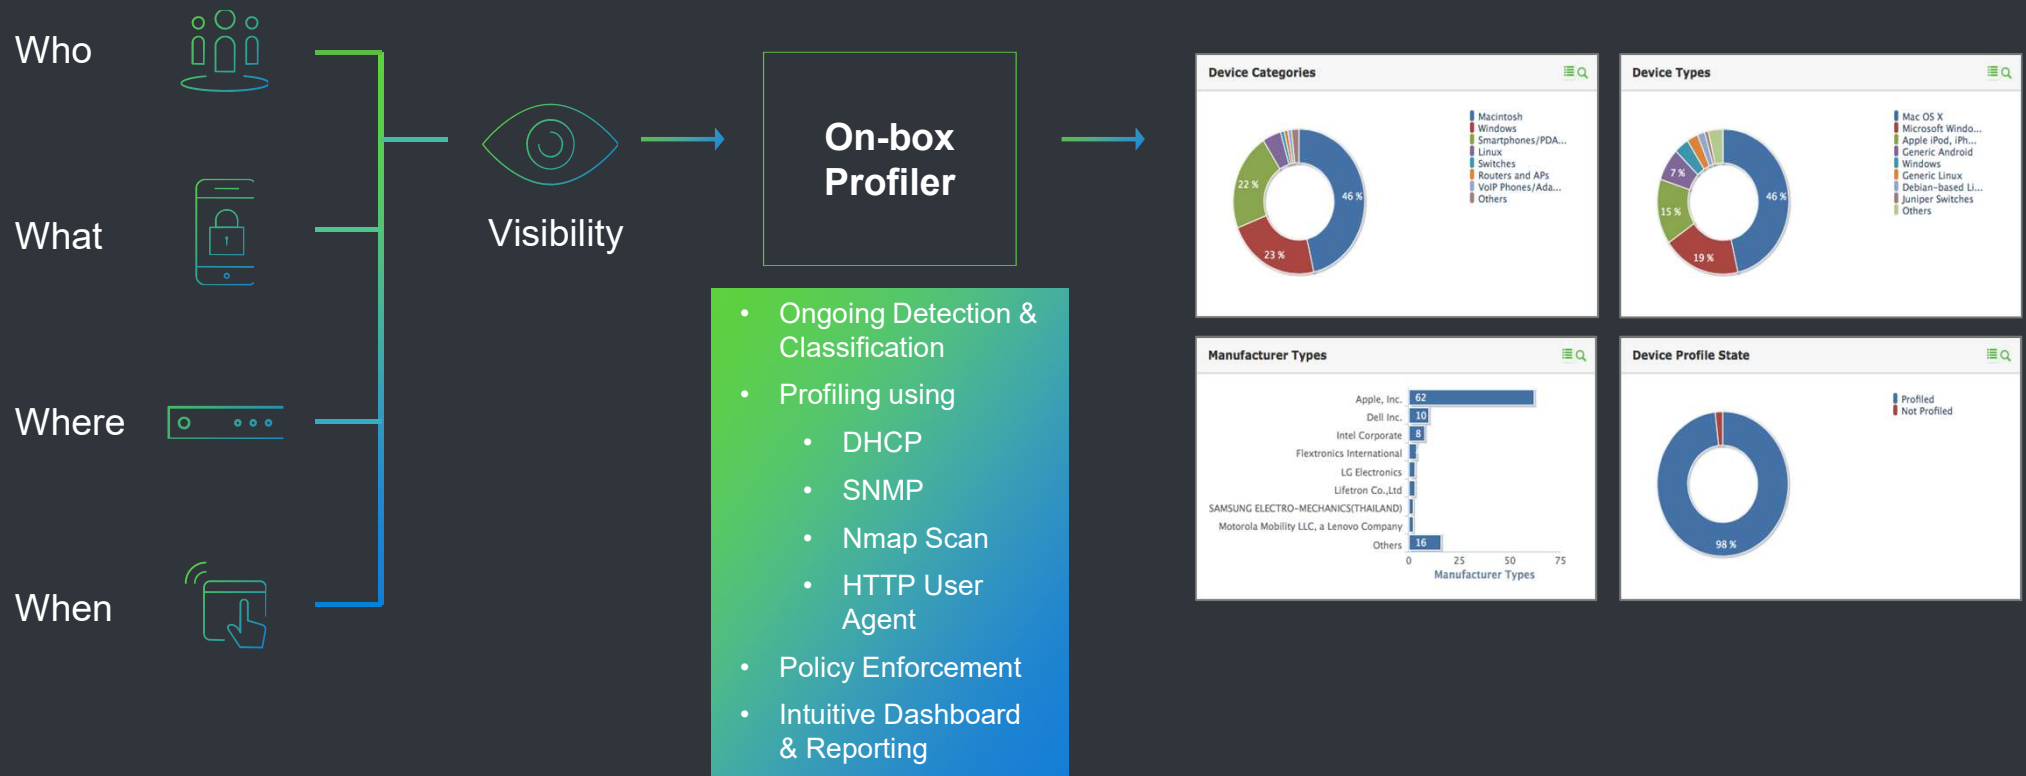 Who
What
Where
When
Visibility
On-box
Profiler
• Ongoing Detection &
Classification
• Profiling using
• DHCP
• SNMP
• Nmap Scan
• HTTP User
Agent
• Policy Enforcement
• Intuitive Dashboard
& Reporting
Device Categories
46 %
23 %
22 %
Macintosh
Windows
Smartphones/PDA...
Linux
Switches
Routers and APs
VoIP Phones/Ada...
Others
Device Types
46 %
19 %
15 %
7 %
Mac OS X
Microsoft Windo...
Apple iPod, iPh...
Generic Android
Windows
Generic Linux
Debian-based Li...
Juniper Switches
Others
Manufacturer Types
Apple, Inc. 62
Dell Inc. 10
Intel Corporate 8
Flextronics International
LG Electronics
Lifetron Co.,Ltd
SAMSUNG ELECTRO-MECHANICS(THAILAND)
Motorola Mobility LLC, a Lenovo Company
Others 16
0 25 50 75
Manufacturer Types
Device Profile State
98 %
Profiled
Not Profiled